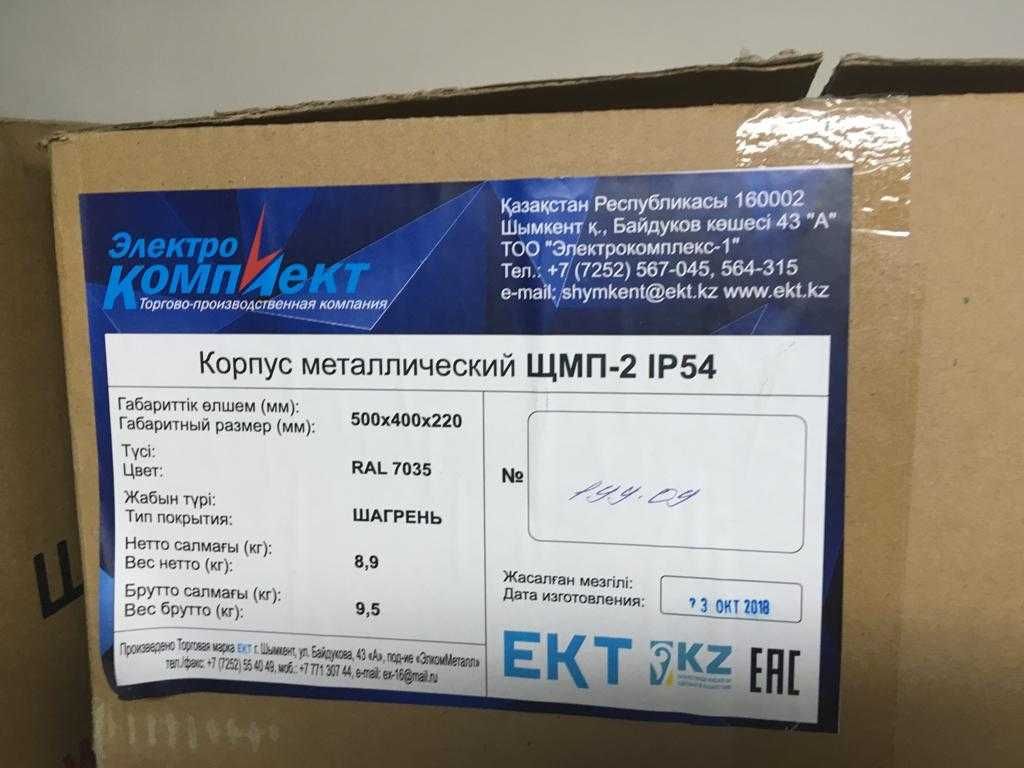 Электро
КОМПЛЕКТ
Торгово-производственная компания
Қазақстан Республикасы 160002
Шымкент қ., Байдуков көшесі 43 "А"
ТОО "Электрокомплекс-1"
Тел.: +7 (7252) 567-045, 564-315
e-mail: shymkent@ekt.kz www.ekt.kz
Корпус металлический ЩМП-2 IP54
Габариттік өлшем (мм):
Габаритный размер (мм): 500x400x220
Түсі:
Цвет: RAL 7035
Жабын түрі:
Тип покрытия: ШАГРЕНЬ
Нетто салмағы (кг):
Вес нетто (кг): 8,9
Брутто салмағы (кг):
Вес брутто (кг): 9,5
№
Жасалған мезгілі:
Дата изготовления: 23 ОКТ 2018
Произведено Торговая марка ЕКТ г. Шымкент, ул. Байдукова, 43 «А», под-ие «ЭлкомМеталл»
тел./факс: +7 (7252) 55 40 49, моб.: +7 771 307 44, e-mail: ex-16@mail.ru
EKT
KZ
EAC
Щ